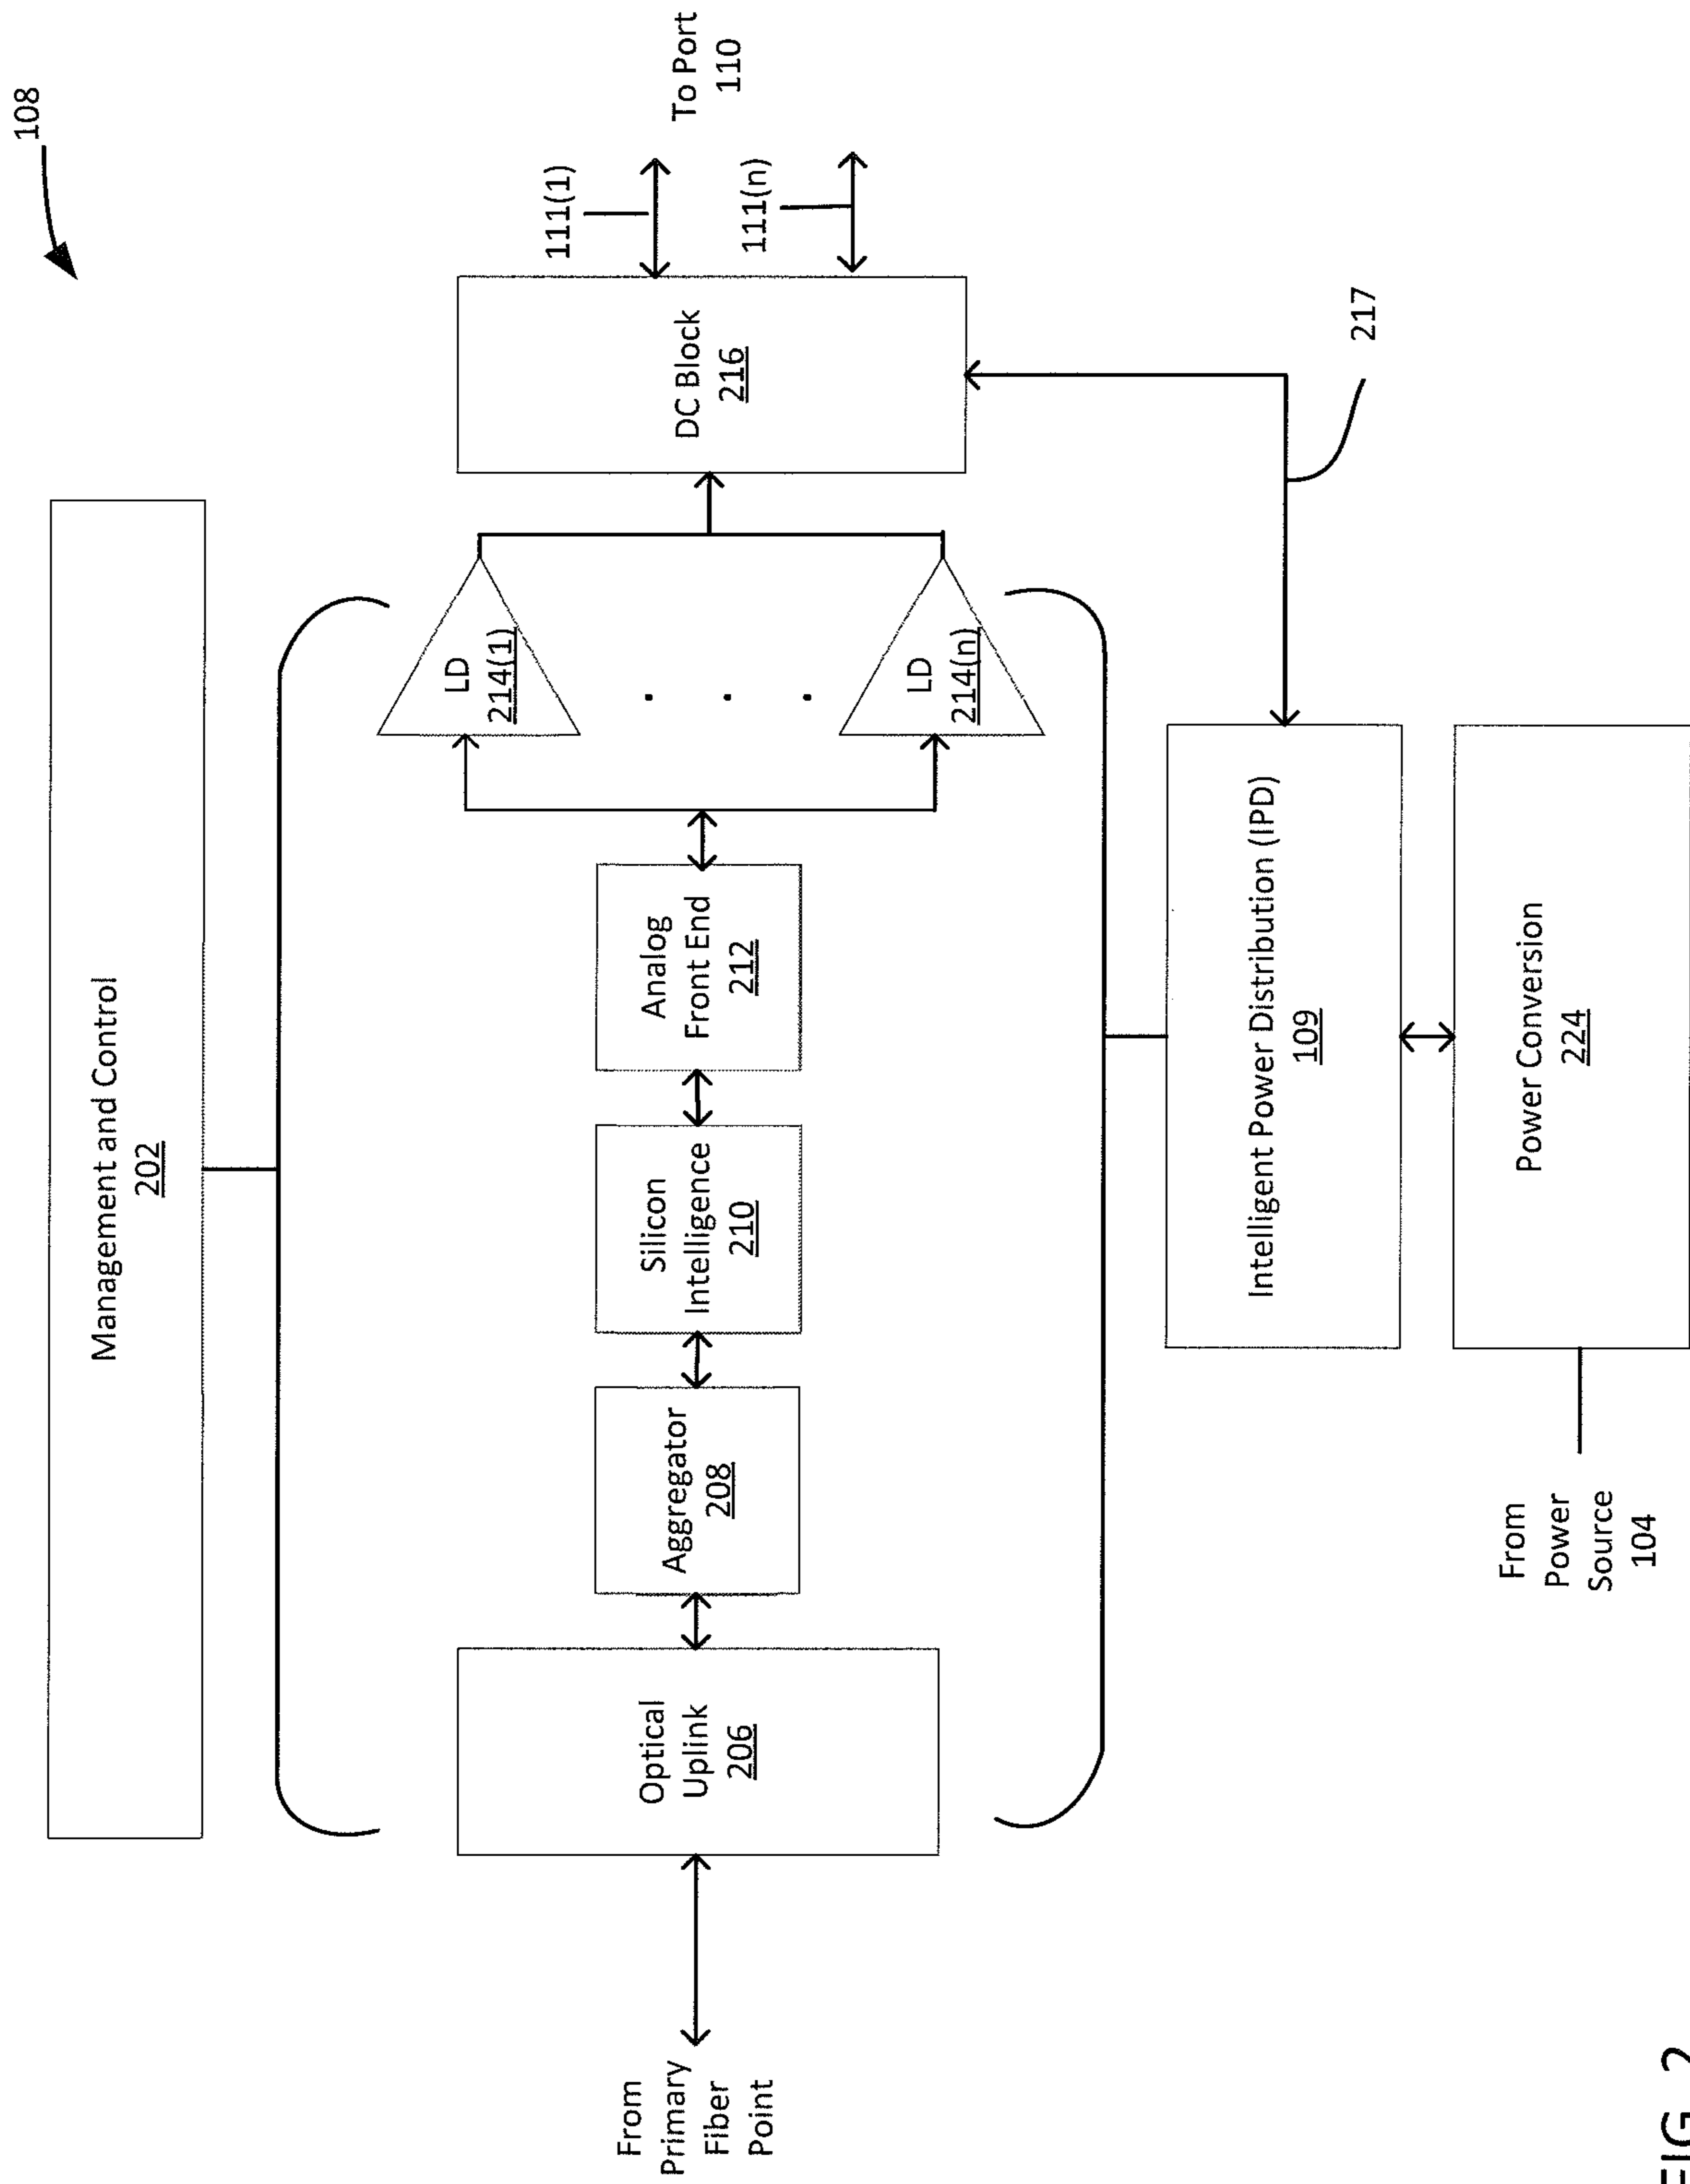 108
Management and Control
202
From
Primary
Fiber
Point
Optical
Uplink
206
Aggregator
208
Silicon
Intelligence
210
Analog
Front End
212
LD
214(1)
.
.
.
LD
214(n)
DC Block
216
111(1)
111(n)
To Port
110
217
Intelligent Power Distribution (IPD)
109
Power Conversion
224
From
Power
Source
104
FIG. 2